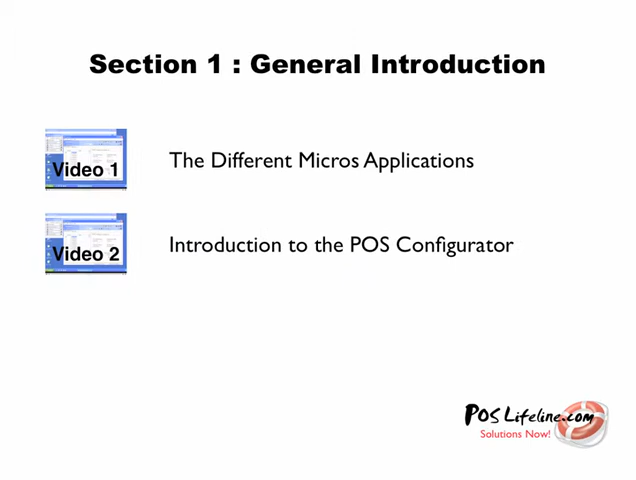 Section 1 : General Introduction
Video 1
The Different Micros Applications
Video 2
Introduction to the POS Configurator
POS Lifeline.com
Solutions Now!